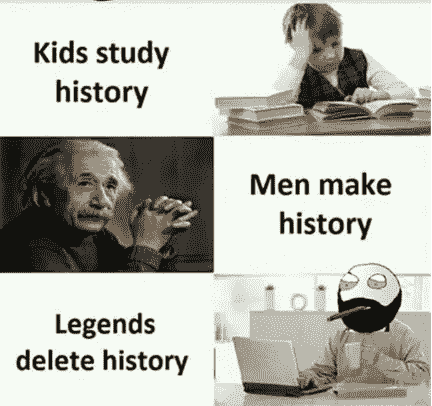 Kids study
history
Men make
history
Legends
delete history